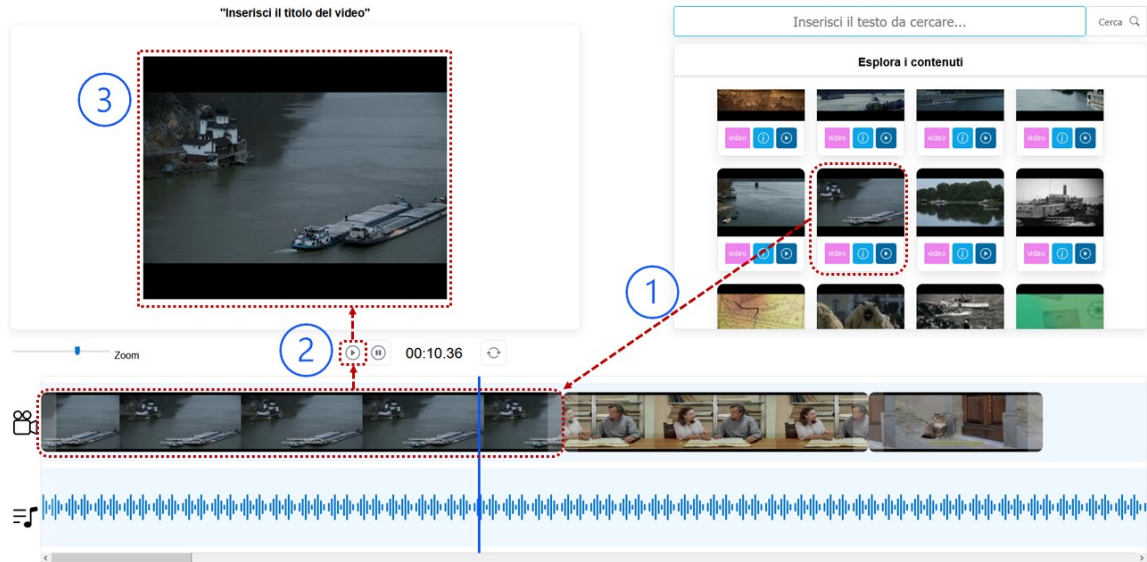 "Inserisci il titolo del video"
Inserisci il testo da cercare...
Cerca
Esplora i contenuti
video
video
video
video
3
video
video
video
video
1
2
Zoom
00:10.36